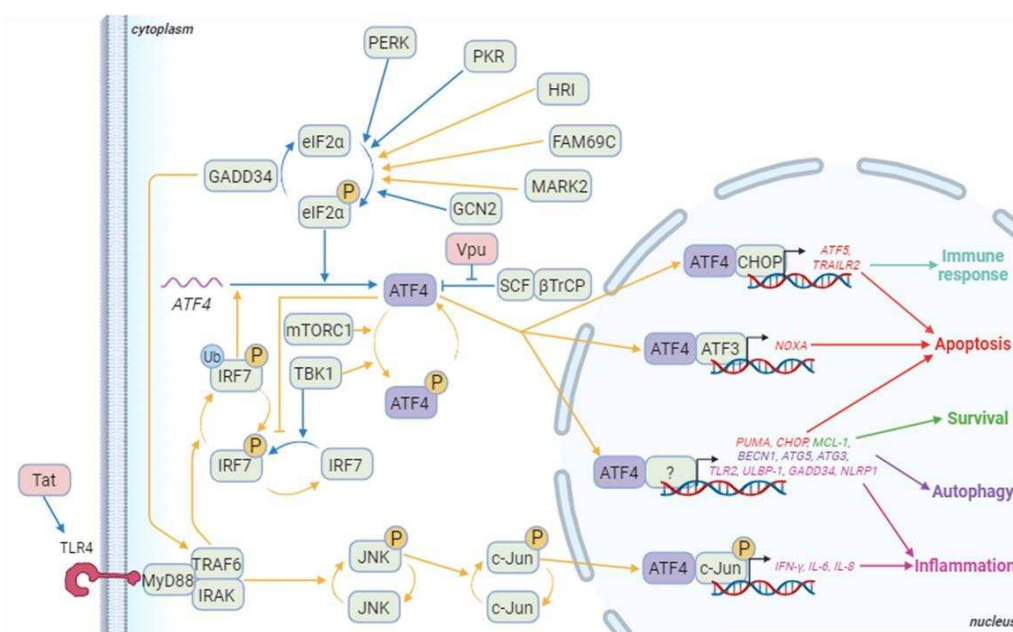 cytoplasm
PERK
PKR
HRI
FAM69C
MARK2
GCN2
eIF2α
GADD34
P
eIF2α
Vpu
ATF4
ATF4
SCF
βTrCP
mTORC1
TBK1
Ub
P
IRF7
P
ATF4
P
IRF7
IRF7
Tat
TLR4
MyD88
TRAF6
IRAK
P
JNK
JNK
P
c-Jun
c-Jun
ATF4
CHOP
ATF5,
TRAILR2
Immune
response
ATF4
ATF3
NOXA
Apoptosis
Survival
PUMA, CHOP, MCL-1,
BECN1, ATG5, ATG3,
TLR2, ULBP-1, GADD34, NLRP1
ATF4
?
Autophagy
P
ATF4
c-Jun
IFN-γ, IL-6, IL-8
Inflammation
nucleus